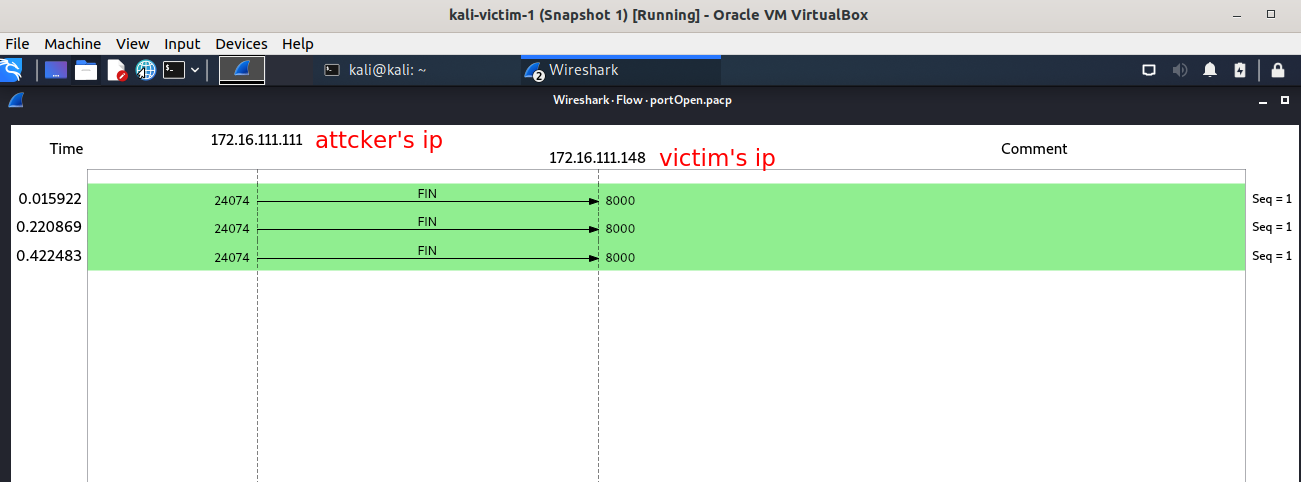 kali-victim-1 (Snapshot 1) [Running] - Oracle VM VirtualBox
File Machine View Input Devices Help
kali@kali: ~ 2 Wireshark
Wireshark · Flow · portOpen.pacp
172.16.111.111 attcker's ip
Time Comment
172.16.111.148 victim's ip
0.015922 24074 FIN 8000 Seq = 1
0.220869 24074 FIN 8000 Seq = 1
0.422483 24074 FIN 8000 Seq = 1